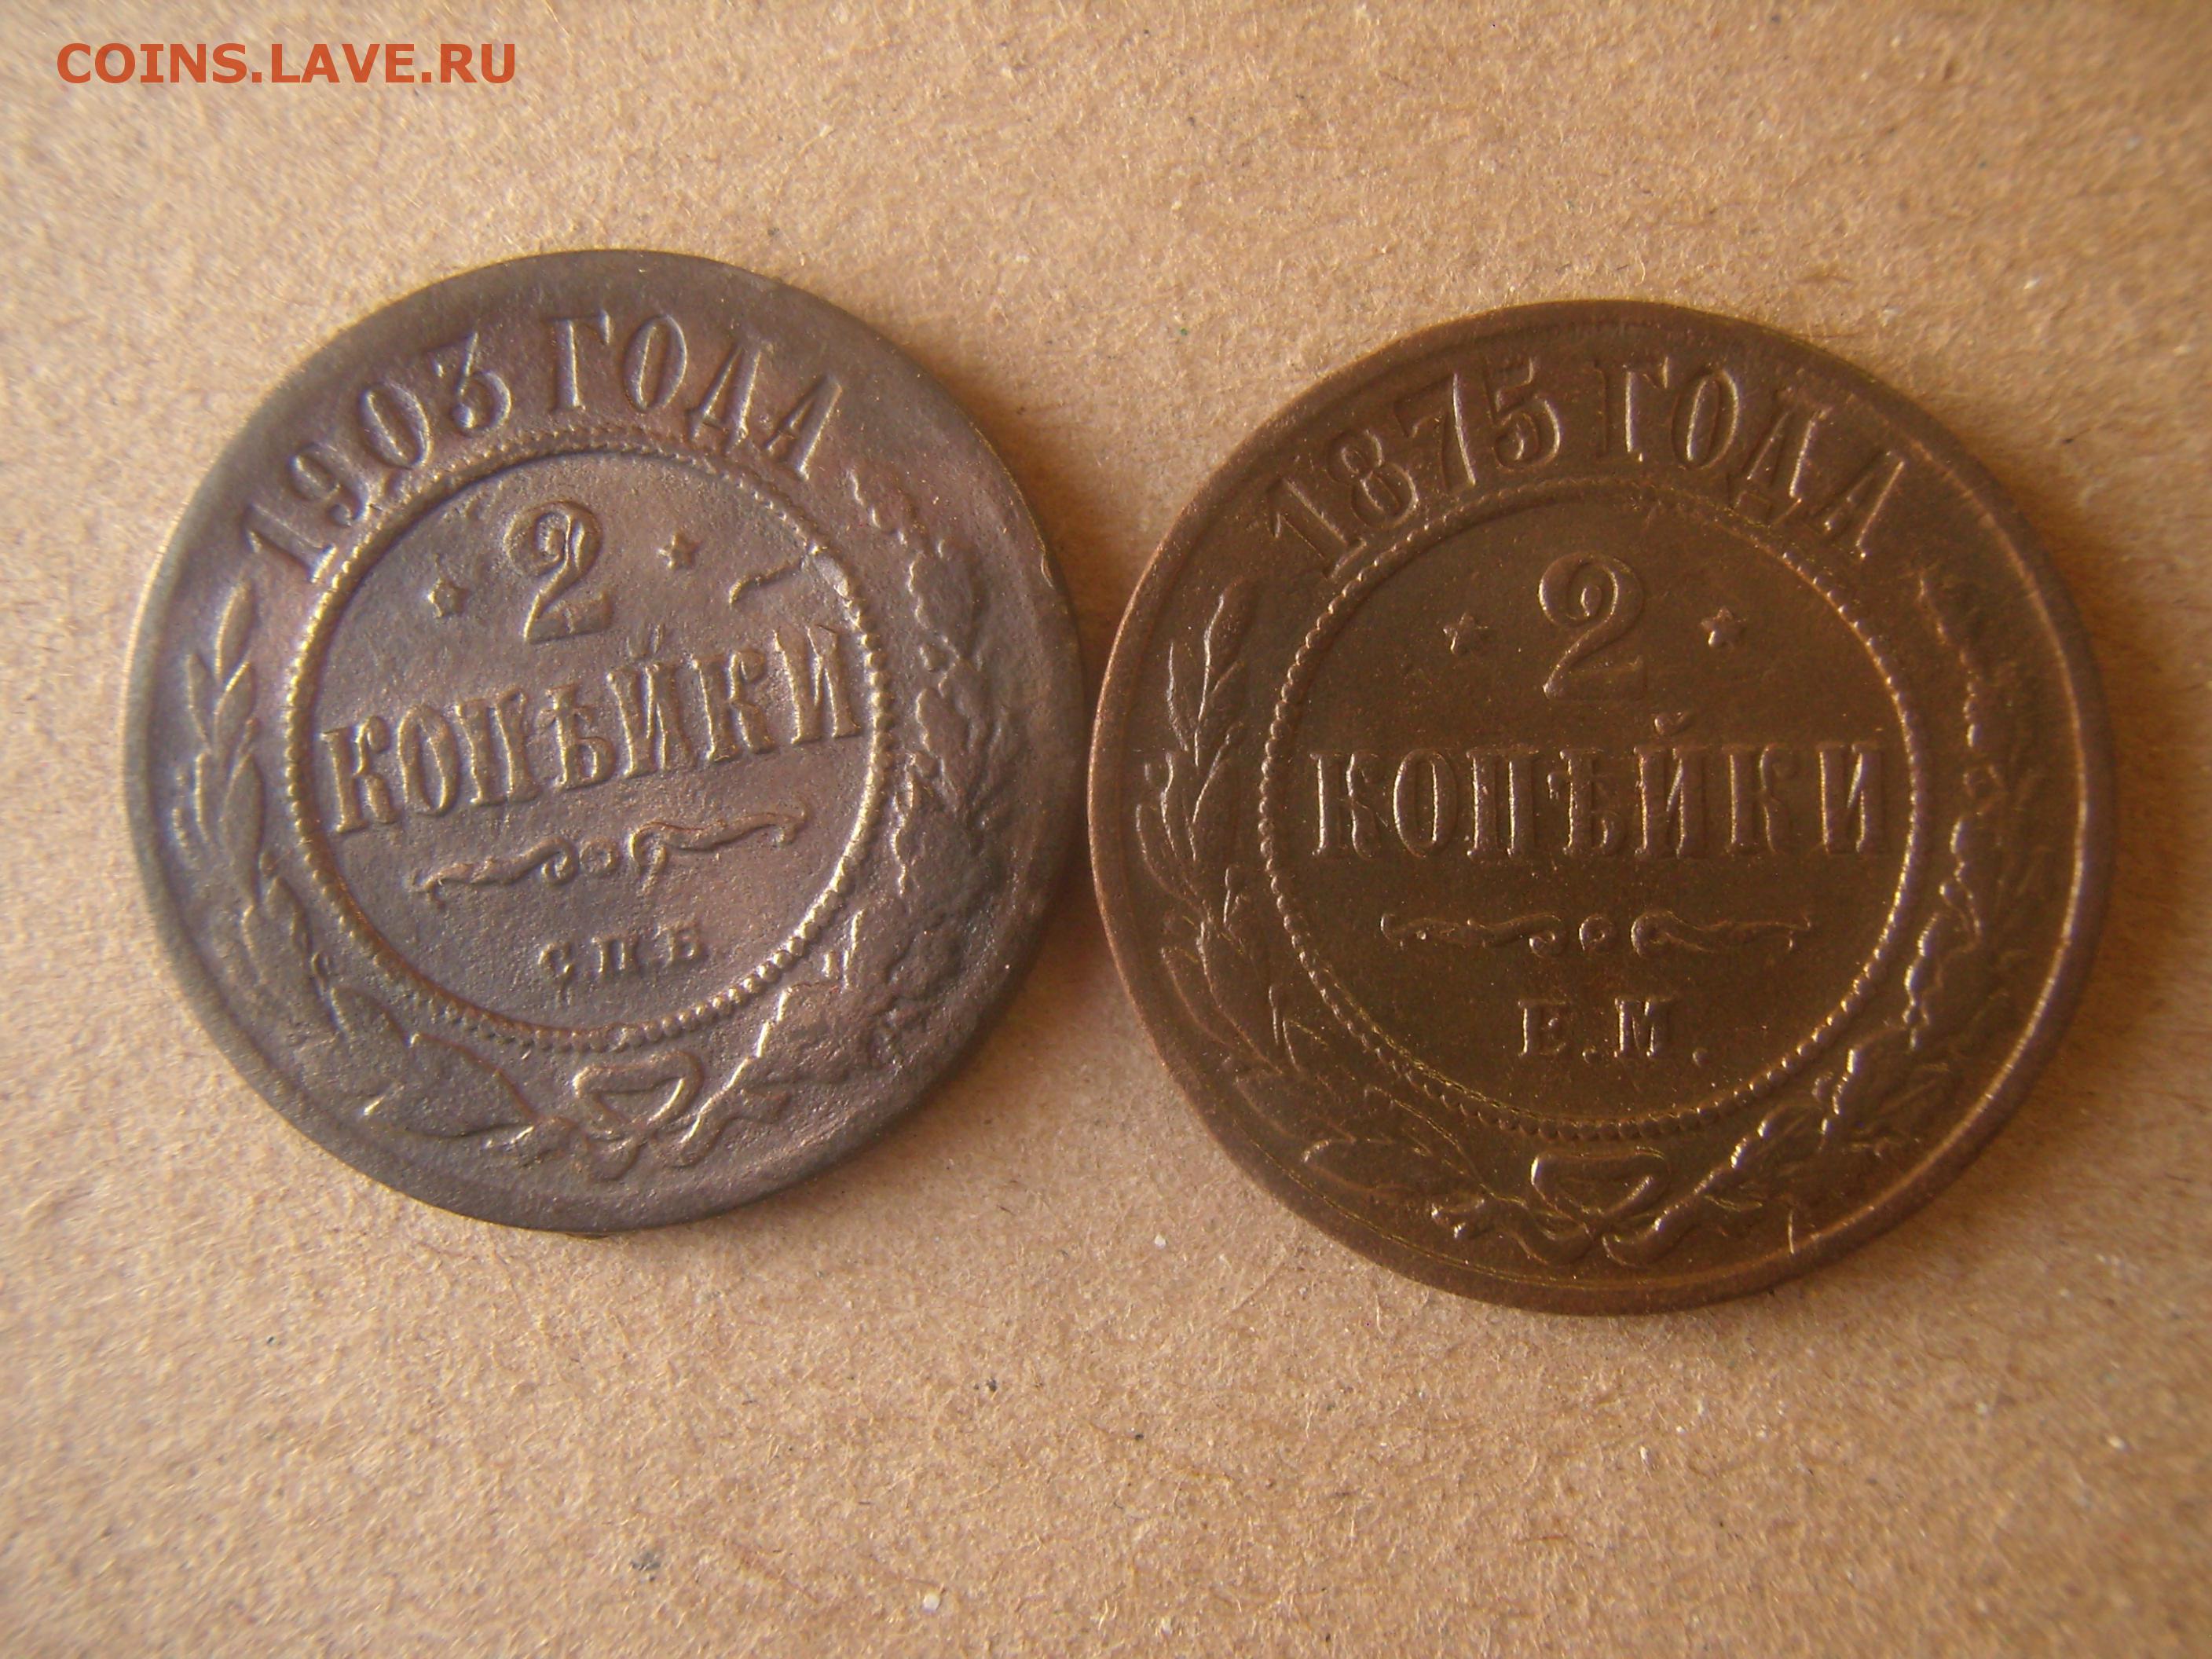 COINS.LAVE.RU
1903 ГОДА
2
КОПѢЙКИ
С.П.Б.
1875 ГОДА
2
КОПѢЙКИ
Е.М.